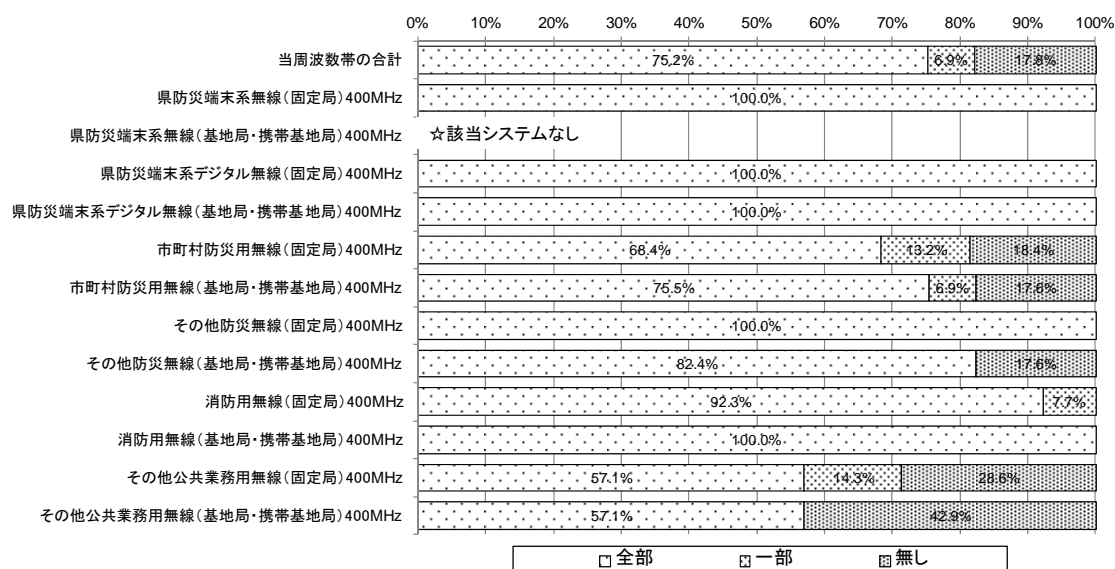 0% 10% 20% 30% 40% 50% 60% 70% 80% 90% 100%
当周波数帯の合計 75.2% 6.9% 17.8%
県防災端末系無線(固定局)400MHz 100.0%
県防災端末系無線(基地局・携帯基地局)400MHz ☆該当システムなし
県防災端末系デジタル無線(固定局)400MHz 100.0%
県防災端末系デジタル無線(基地局・携帯基地局)400MHz 100.0%
市町村防災用無線(固定局)400MHz 68.4% 13.2% 18.4%
市町村防災用無線(基地局・携帯基地局)400MHz 75.5% 6.9% 17.6%
その他防災無線(固定局)400MHz 100.0%
その他防災無線(基地局・携帯基地局)400MHz 82.4% 17.6%
消防用無線(固定局)400MHz 92.3% 7.7%
消防用無線(基地局・携帯基地局)400MHz 100.0%
その他公共業務用無線(固定局)400MHz 57.1% 14.3% 28.6%
その他公共業務用無線(基地局・携帯基地局)400MHz 57.1% 42.9%
全部 一部 無し